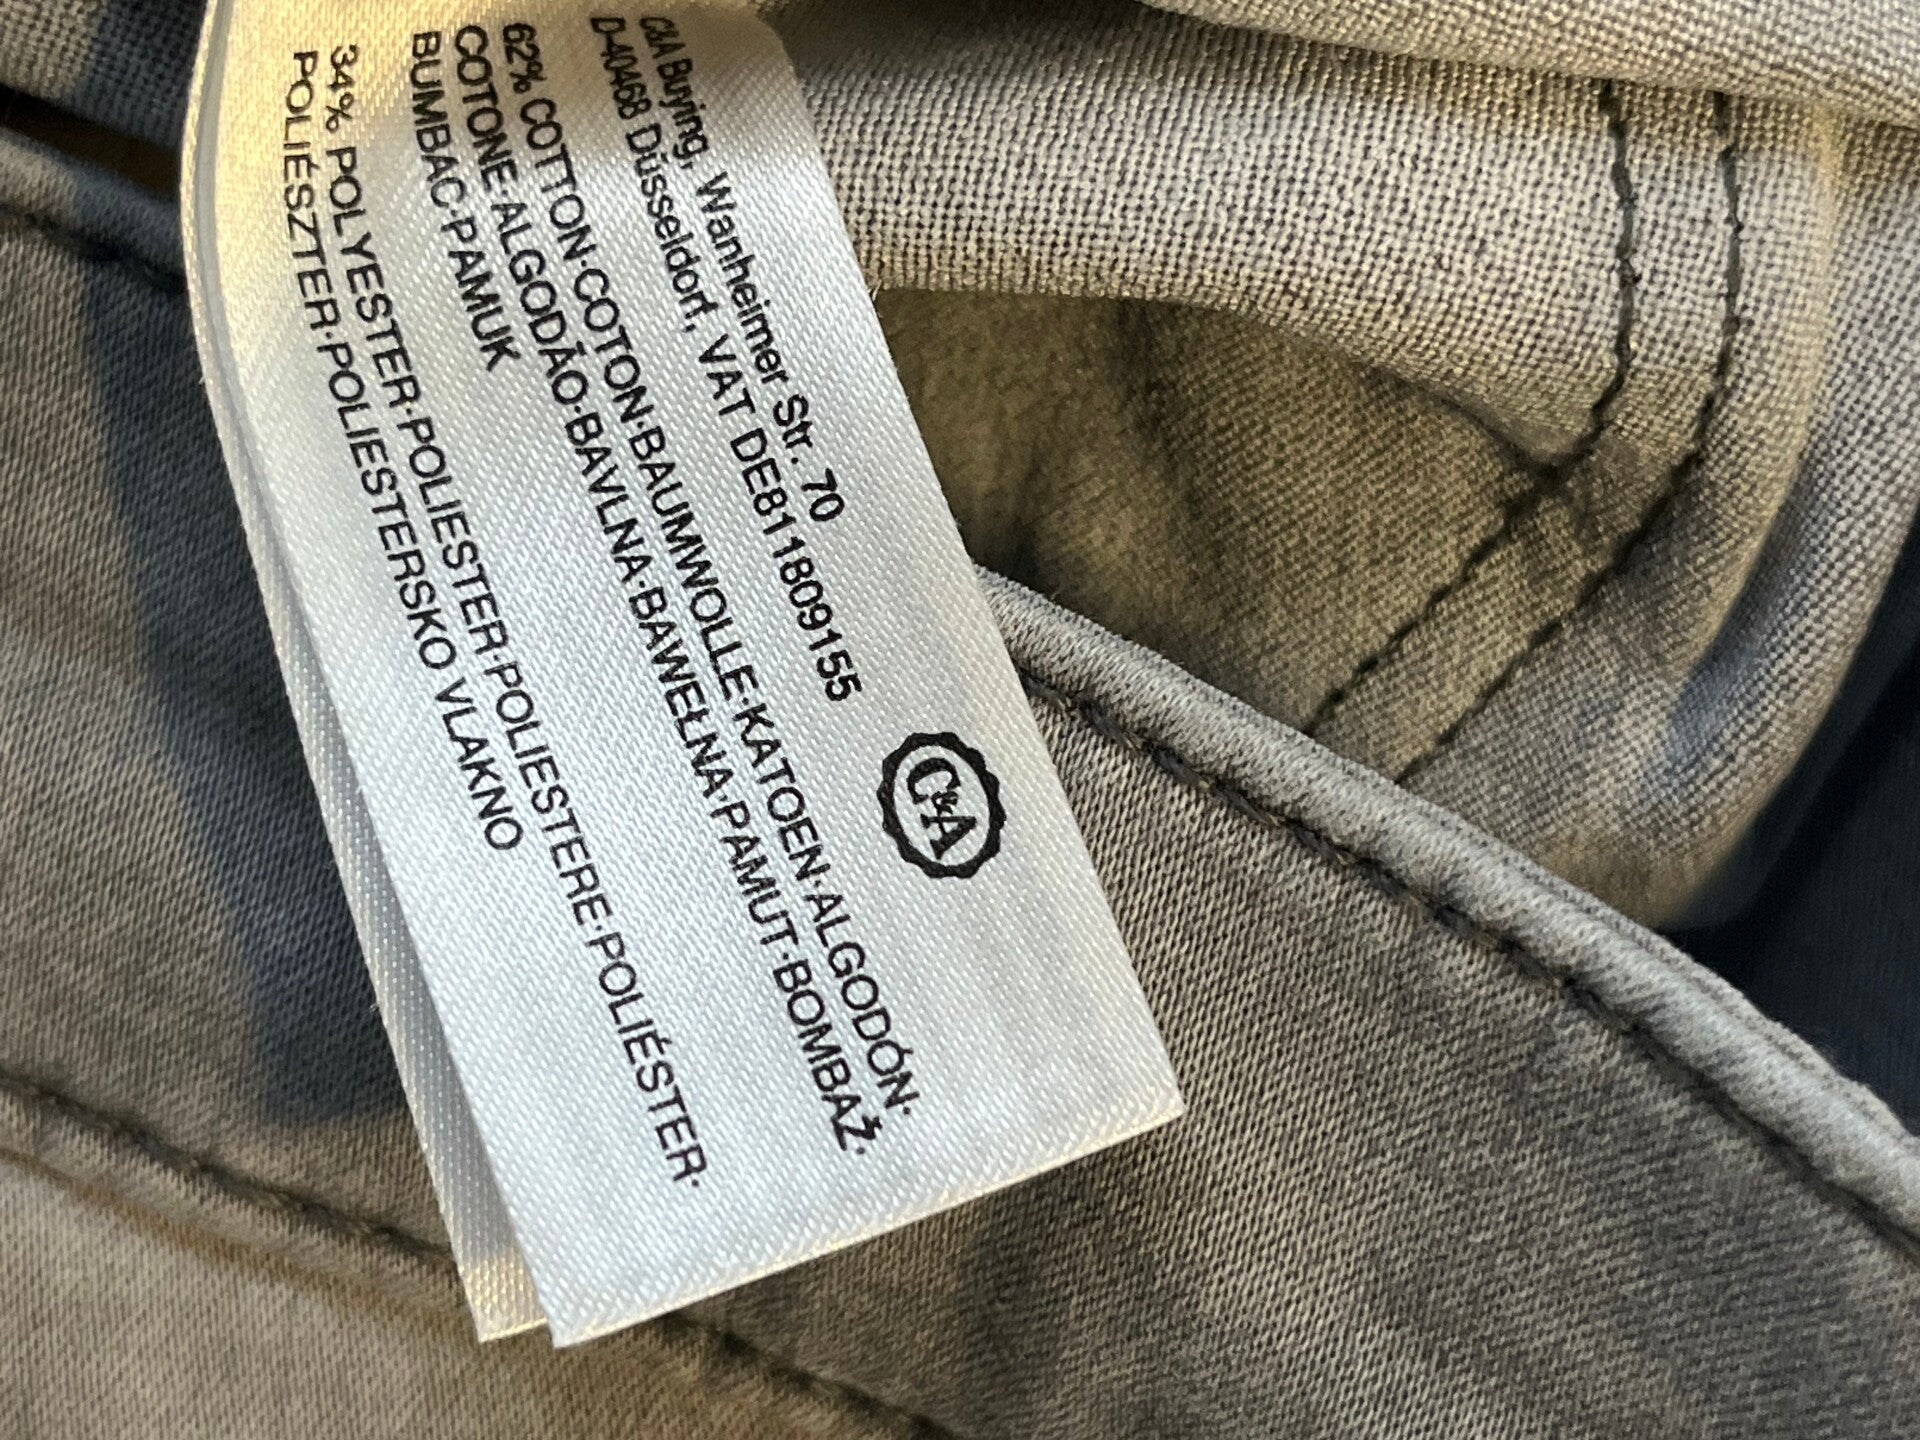 C&A
C&A Buying, Wanheimer Str. 70
D-40468 Düsseldorf, VAT DE811809155
62% COTTON·COTON·BAUMWOLLE·KATOEN·ALGODÓN·
COTONE·ALGODÃO·BAVLNA·BAWEŁNA·PAMUT·BOMBAŽ·
BUMBAC·PAMUK
34% POLYESTER·POLIESTER·POLIESTERE·POLIÉSTER·
POLIÉSZTER·POLIESTERSKO VLAKNO